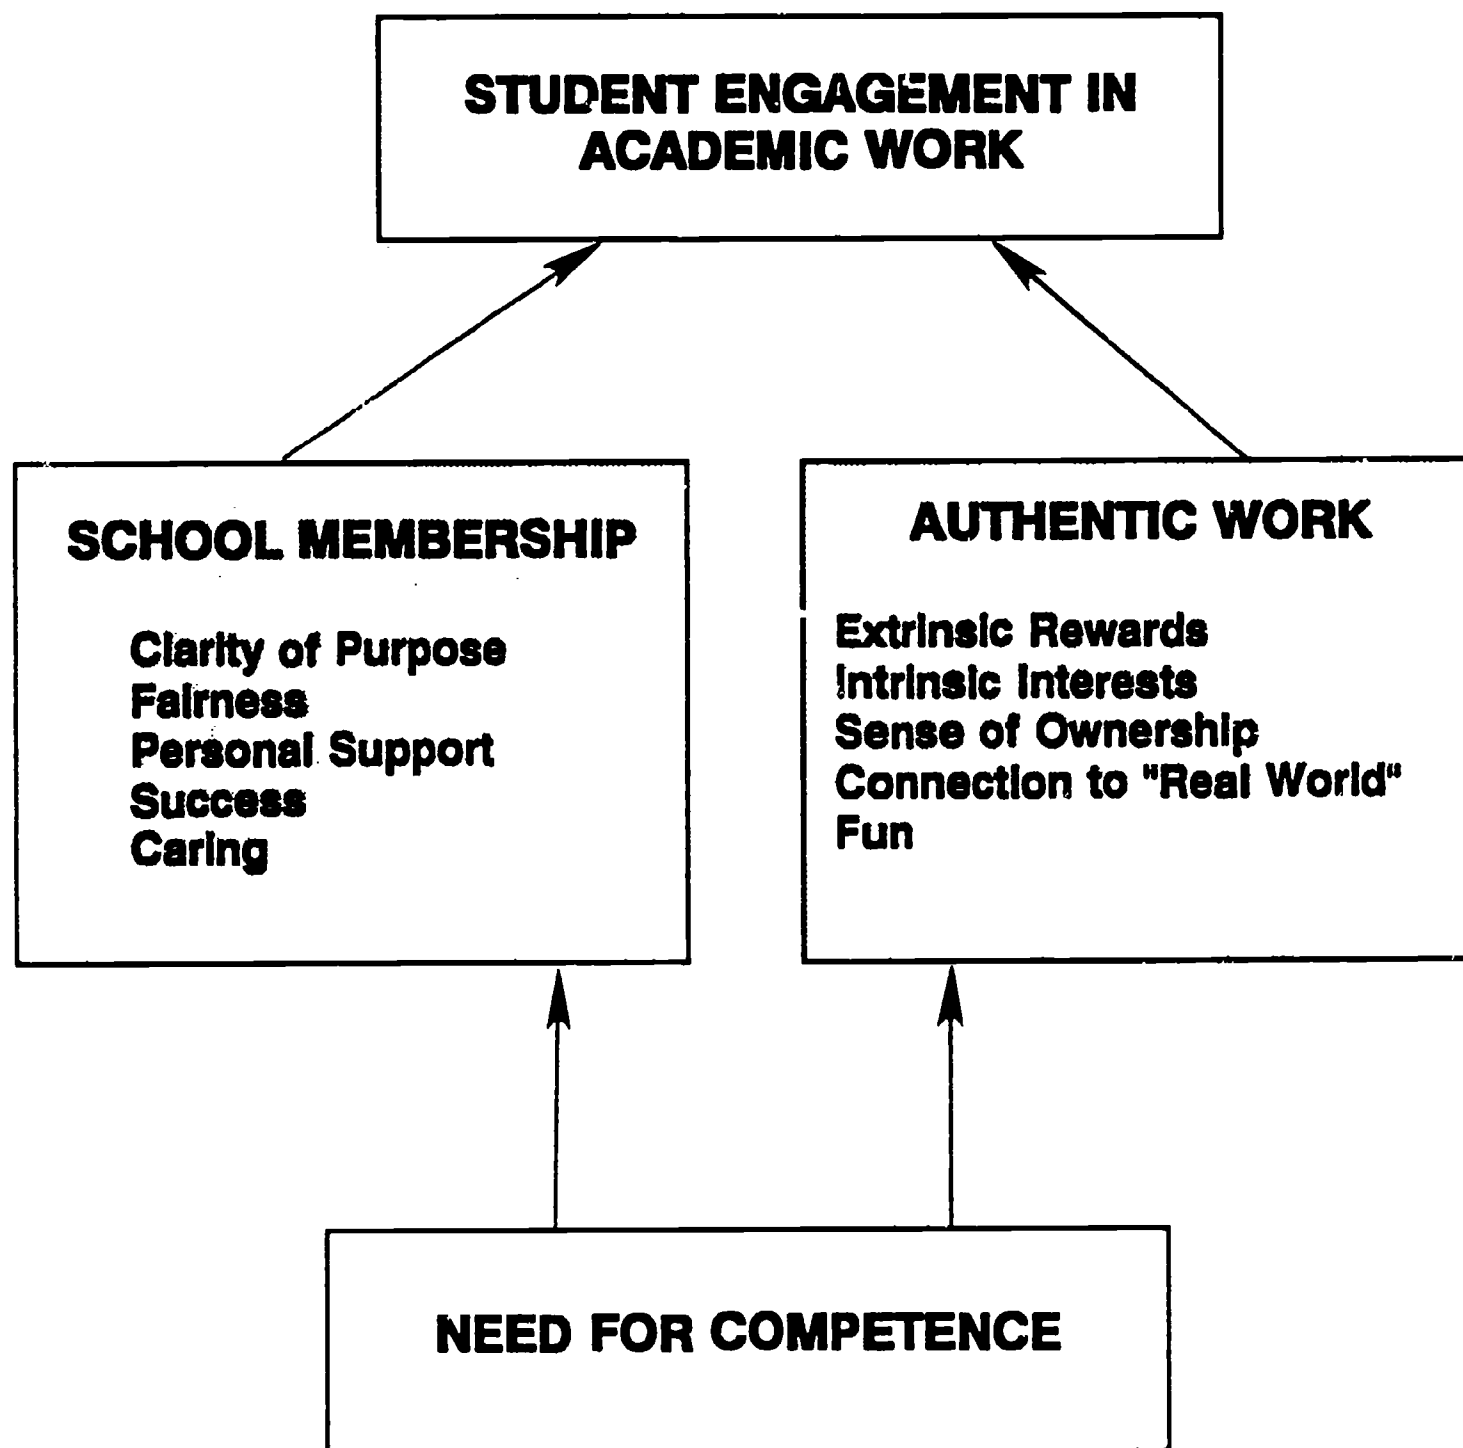 STUDENT ENGAGEMENT IN
ACADEMIC WORK
SCHOOL MEMBERSHIP
Clarity of Purpose
Fairness
Personal Support
Success
Caring
AUTHENTIC WORK
Extrinsic Rewards
Intrinsic Interests
Sense of Ownership
Connection to "Real World"
Fun
NEED FOR COMPETENCE